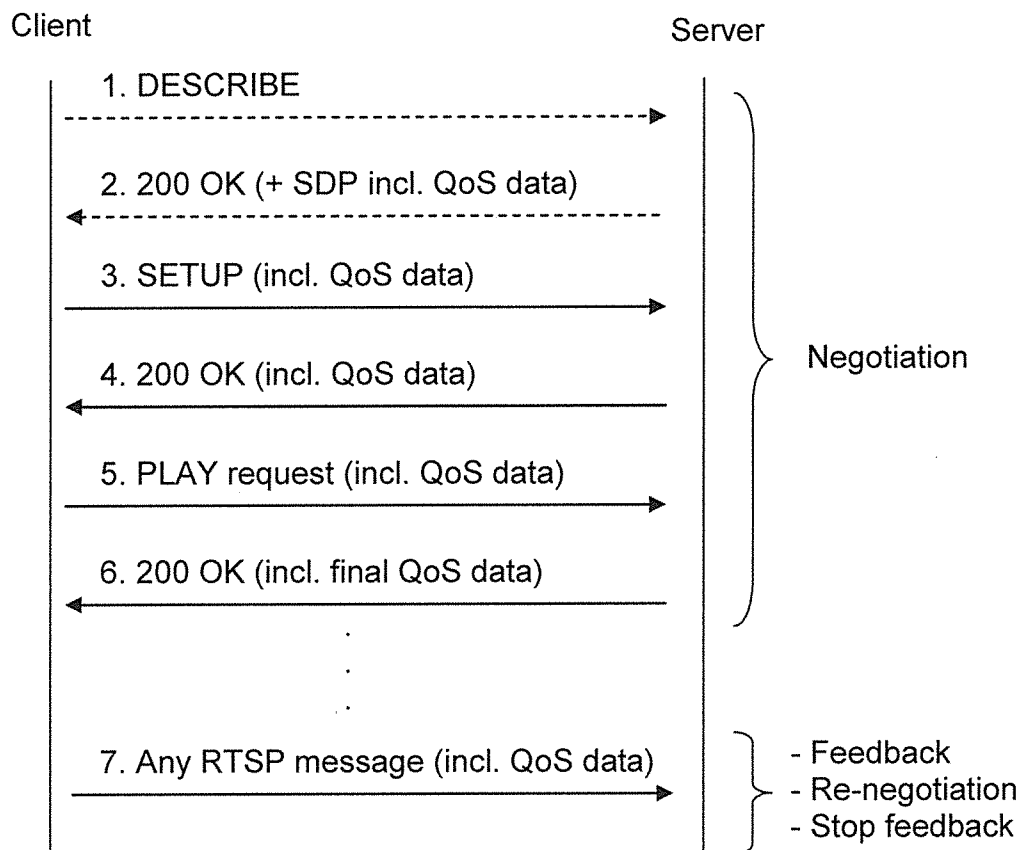 Client
Server
1. DESCRIBE
2. 200 OK (+ SDP incl. QoS data)
3. SETUP (incl. QoS data)
Negotiation
4. 200 OK (incl. QoS data)
5. PLAY request (incl. QoS data)
6. 200 OK (incl. final QoS data)
7. Any RTSP message (incl. QoS data)
- Feedback
- Re-negotiation
- Stop feedback